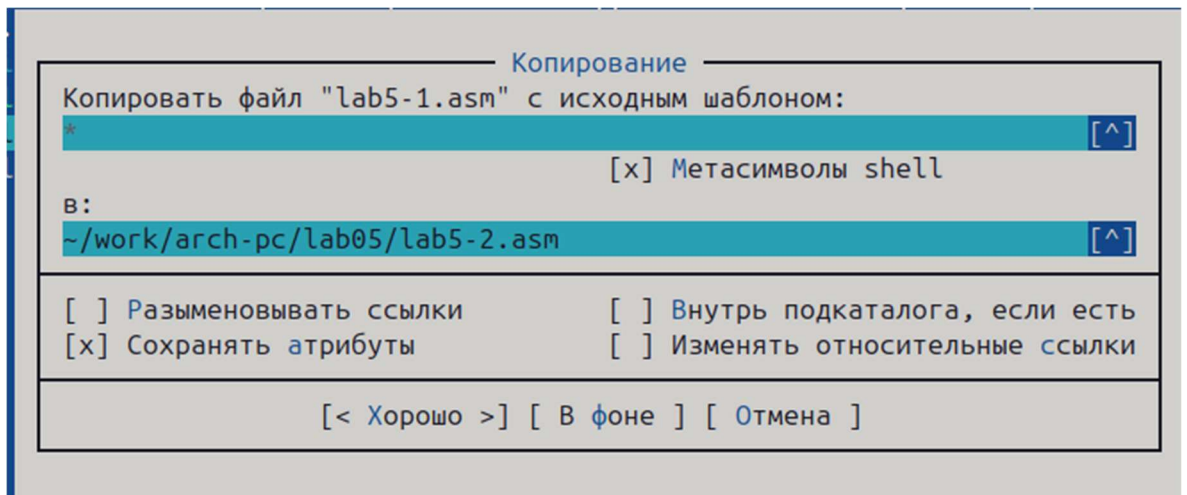 Копирование
Копировать файл "lab5-1.asm" с исходным шаблоном:
* [^]
[x] Метасимволы shell
в:
~/work/arch-pc/lab05/lab5-2.asm [^]
[ ] Разыменовывать ссылки [ ] Внутрь подкаталога, если есть
[x] Сохранять атрибуты [ ] Изменять относительные ссылки
[< Хорошо >] [ В фоне ] [ Отмена ]